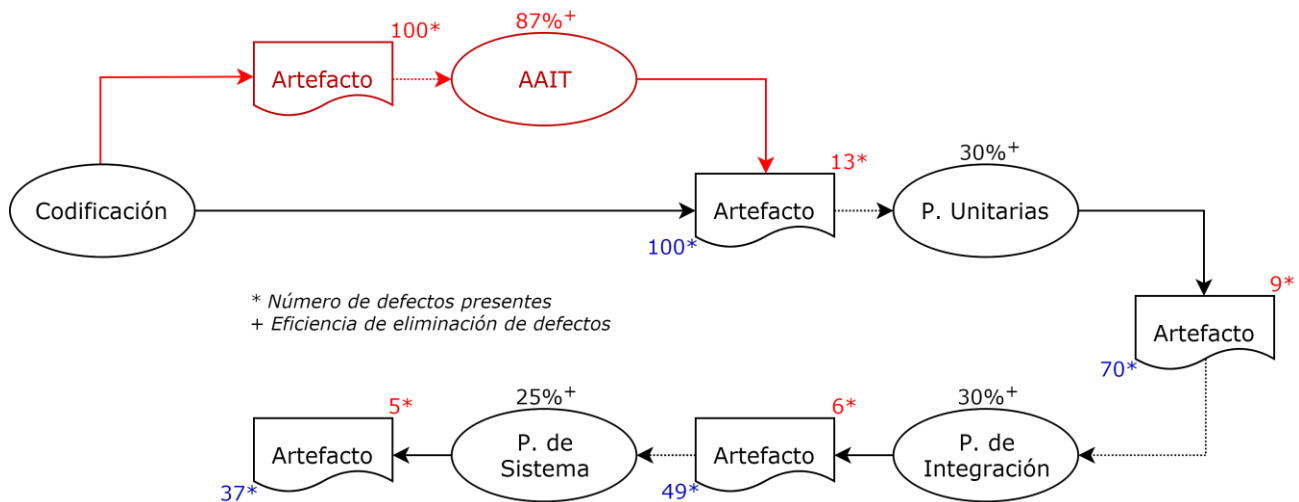 100*
87%+
Artefacto
AAIT
Codificación
13*
30%+
Artefacto
P. Unitarias
100*
9*
Artefacto
70*
* Número de defectos presentes
+ Eficiencia de eliminación de defectos
5*
25%+
6*
30%+
Artefacto
P. de
Sistema
Artefacto
P. de
Integración
37*
49*